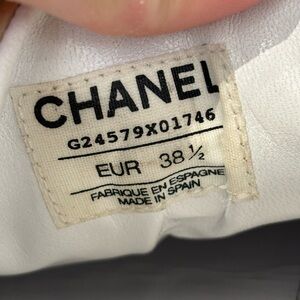 CHANEL
G24579X01746
EUR 38 ½
FABRIQUE EN ESPAGNE
MADE IN SPAIN